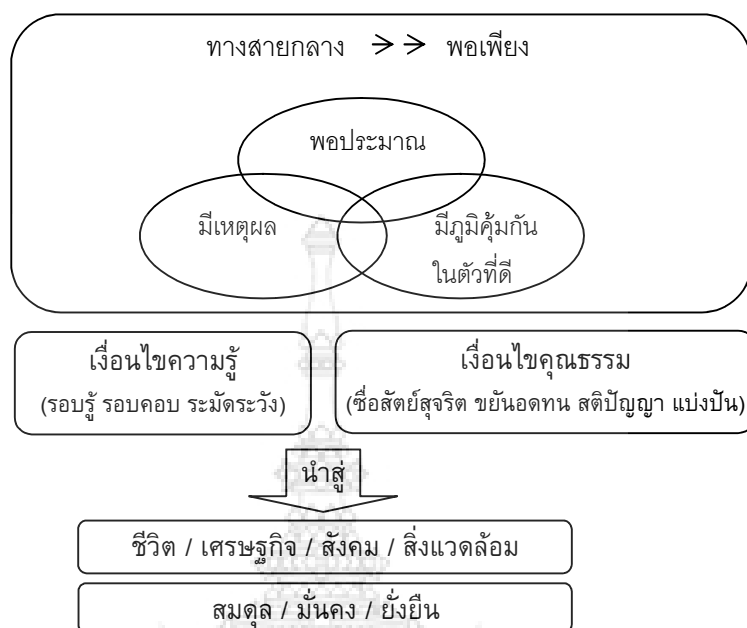 ทางสายกลาง →→ พอเพียง
พอประมาณ
มีเหตุผล
มีภูมิคุ้มกัน
ในตัวที่ดี
เงื่อนไขความรู้
(รอบรู้ รอบคอบ ระมัดระวัง)
เงื่อนไขคุณธรรม
(ซื่อสัตย์สุจริต ขยันอดทน สติปัญญา แบ่งปัน)
นำสู่
ชีวิต / เศรษฐกิจ / สังคม / สิ่งแวดล้อม
สมดุล / มั่นคง / ยั่งยืน